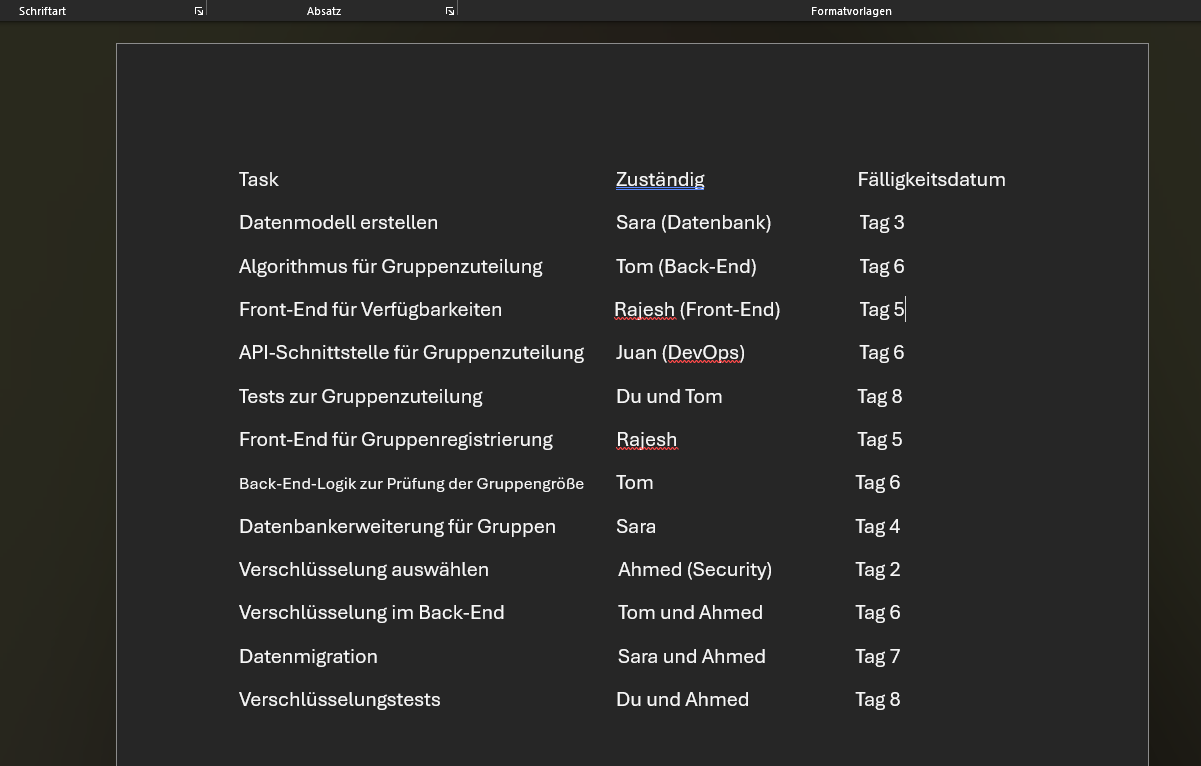 Schriftart Absatz Formatvorlagen
Task Zuständig Fälligkeitsdatum
Datenmodell erstellen Sara (Datenbank) Tag 3
Algorithmus für Gruppenzuteilung Tom (Back-End) Tag 6
Front-End für Verfügbarkeiten Rajesh (Front-End) Tag 5
API-Schnittstelle für Gruppenzuteilung Juan (DevOps) Tag 6
Tests zur Gruppenzuteilung Du und Tom Tag 8
Front-End für Gruppenregistrierung Rajesh Tag 5
Back-End-Logik zur Prüfung der Gruppengröße Tom Tag 6
Datenbankerweiterung für Gruppen Sara Tag 4
Verschlüsselung auswählen Ahmed (Security) Tag 2
Verschlüsselung im Back-End Tom und Ahmed Tag 6
Datenmigration Sara und Ahmed Tag 7
Verschlüsselungstests Du und Ahmed Tag 8